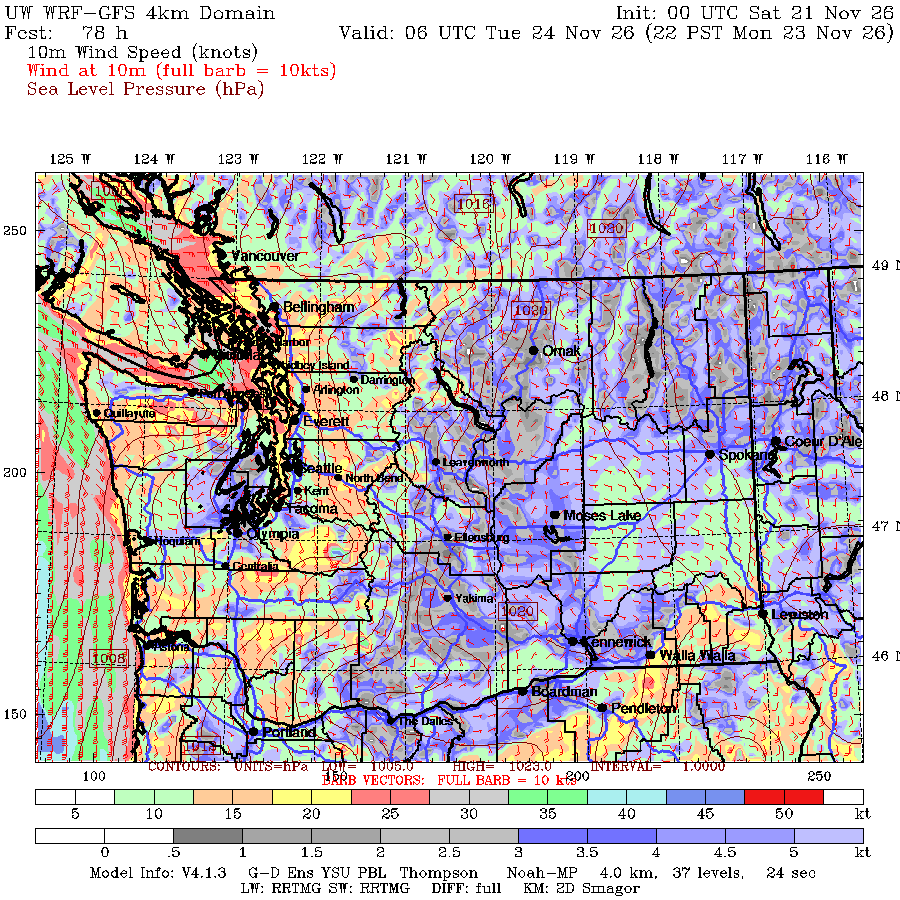 UW WRF-GFS 4km Domain Init: 00 UTC Sat 21 Nov 26
Fcst: 78 h Valid: 06 UTC Tue 24 Nov 26 (22 PST Mon 23 Nov 26)
10m Wind Speed (knots)
Wind at 10m (full barb = 10kts)
Sea Level Pressure (hPa)
125 W 124 W 123 W 122 W 121 W 120 W 119 W 118 W 117 W 116 W
1016
250
1020
Vancouver
49 N
Bellingham
1020
Omak
Darrington
Arlington
48 N
Quillayute
Everett
Coeur D'Ale
Spokane
Leavenworth
200
Seattle
North Bend
Kent
Tacoma
Moses Lake
47 N
Olympia
Ellensburg
Hoquiam
Centralia
Yakima
1020
Lewiston
Kennewick
Astoria
Walla Walla
46 N
1008
Boardman
Pendleton
150
The Dalles
Portland
CONTOURS: UNITS=hPa LOW= 1005.0 HIGH= 1023.0 INTERVAL= 1.0000
100 150 200 250
BARB VECTORS: FULL BARB = 10 kts
5 10 15 20 25 30 35 40 45 50 kt
0 .5 1 1.5 2 2.5 3 3.5 4 4.5 5 kt
Model Info: V4.1.3 G-D Ens YSU PBL Thompson Noah-MP 4.0 km, 37 levels, 24 sec
LW: RRTMG SW: RRTMG DIFF: full KM: 2D Smagor